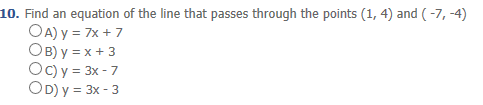 10. Find an equation of the line that passes through the points (1, 4) and ( -7, -4)
A) y = 7x + 7
B) y = x + 3
C) y = 3x - 7
D) y = 3x - 3